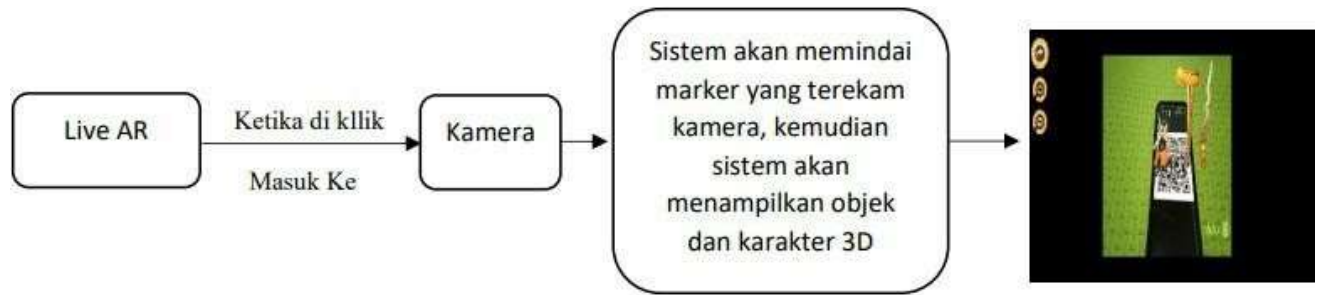 Live AR
Ketika di kllik
Masuk Ke
Kamera
Sistem akan memindai
marker yang terekam
kamera, kemudian
sistem akan
menampilkan objek
dan karakter 3D